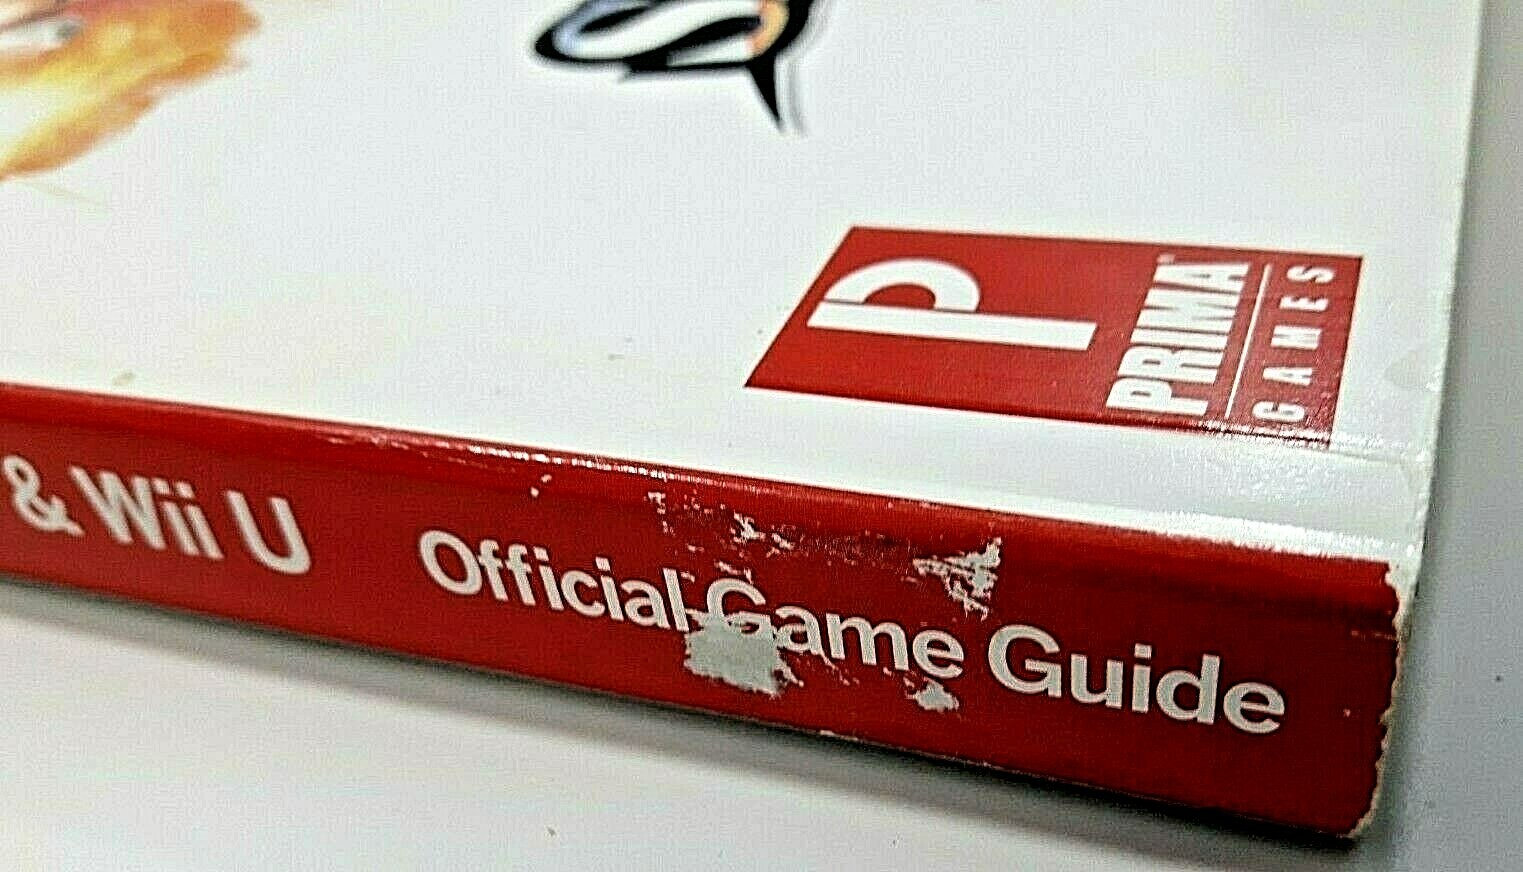 S
P
PRIMA
GAMES
& Wii U Official Game Guide